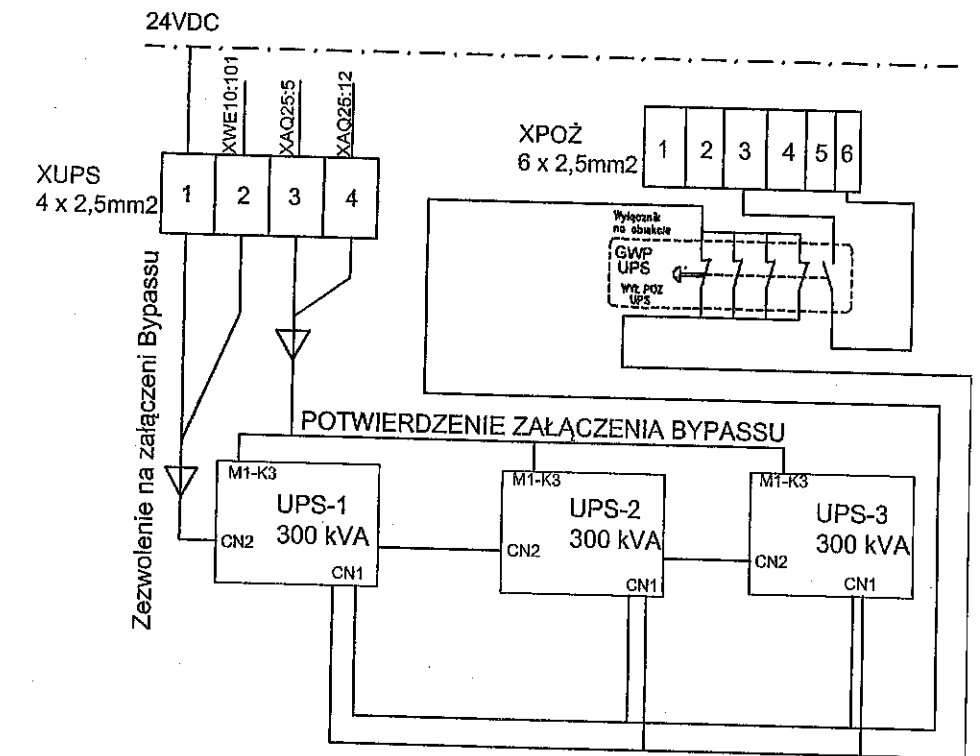 24VDC
XWE10:101
XAQ25:5
XAQ25:12
XUPS
4 x 2,5mm2
1
2
3
4
XPOŻ
6 x 2,5mm2
1
2
3
4
5
6
Wyłącznik
na obiekcie
GWP
UPS
WYŁ POZ
UPS
Zezwolenie na załączeni Bypassu
POTWIERDZENIE ZAŁĄCZENIA BYPASSU
M1-K3
UPS-1
300 kVA
CN2
CN1
M1-K3
UPS-2
300 kVA
CN2
CN1
M1-K3
UPS-3
300 kVA
CN2
CN1